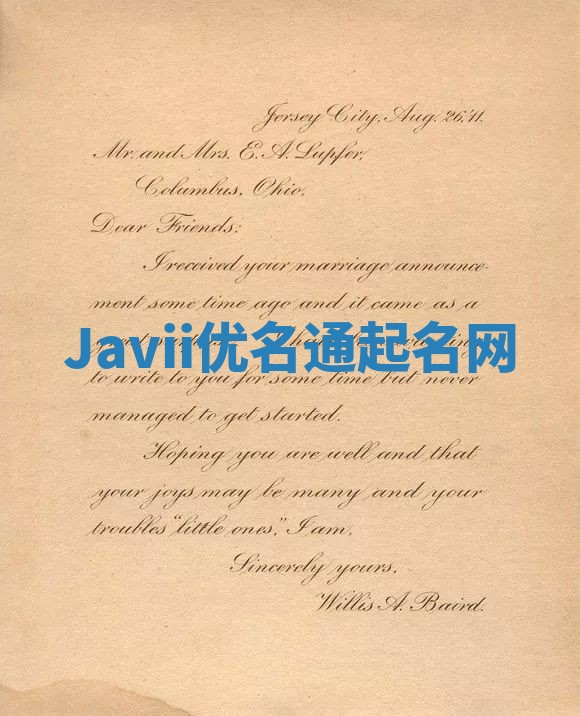 Jersey City, Aug. 26,'11.
Mr. and Mrs. E. A. Lupfer,
Columbus, Ohio.
Dear Friends:
I received your marriage announce-
ment some time ago and it came as a
Javii优名通起名网
to write to you for some time but never
managed to get started.
Hoping you are well and that
your joys may be many and your
troubles "little ones," I am,
Sincerely yours,
Willis A. Baird.